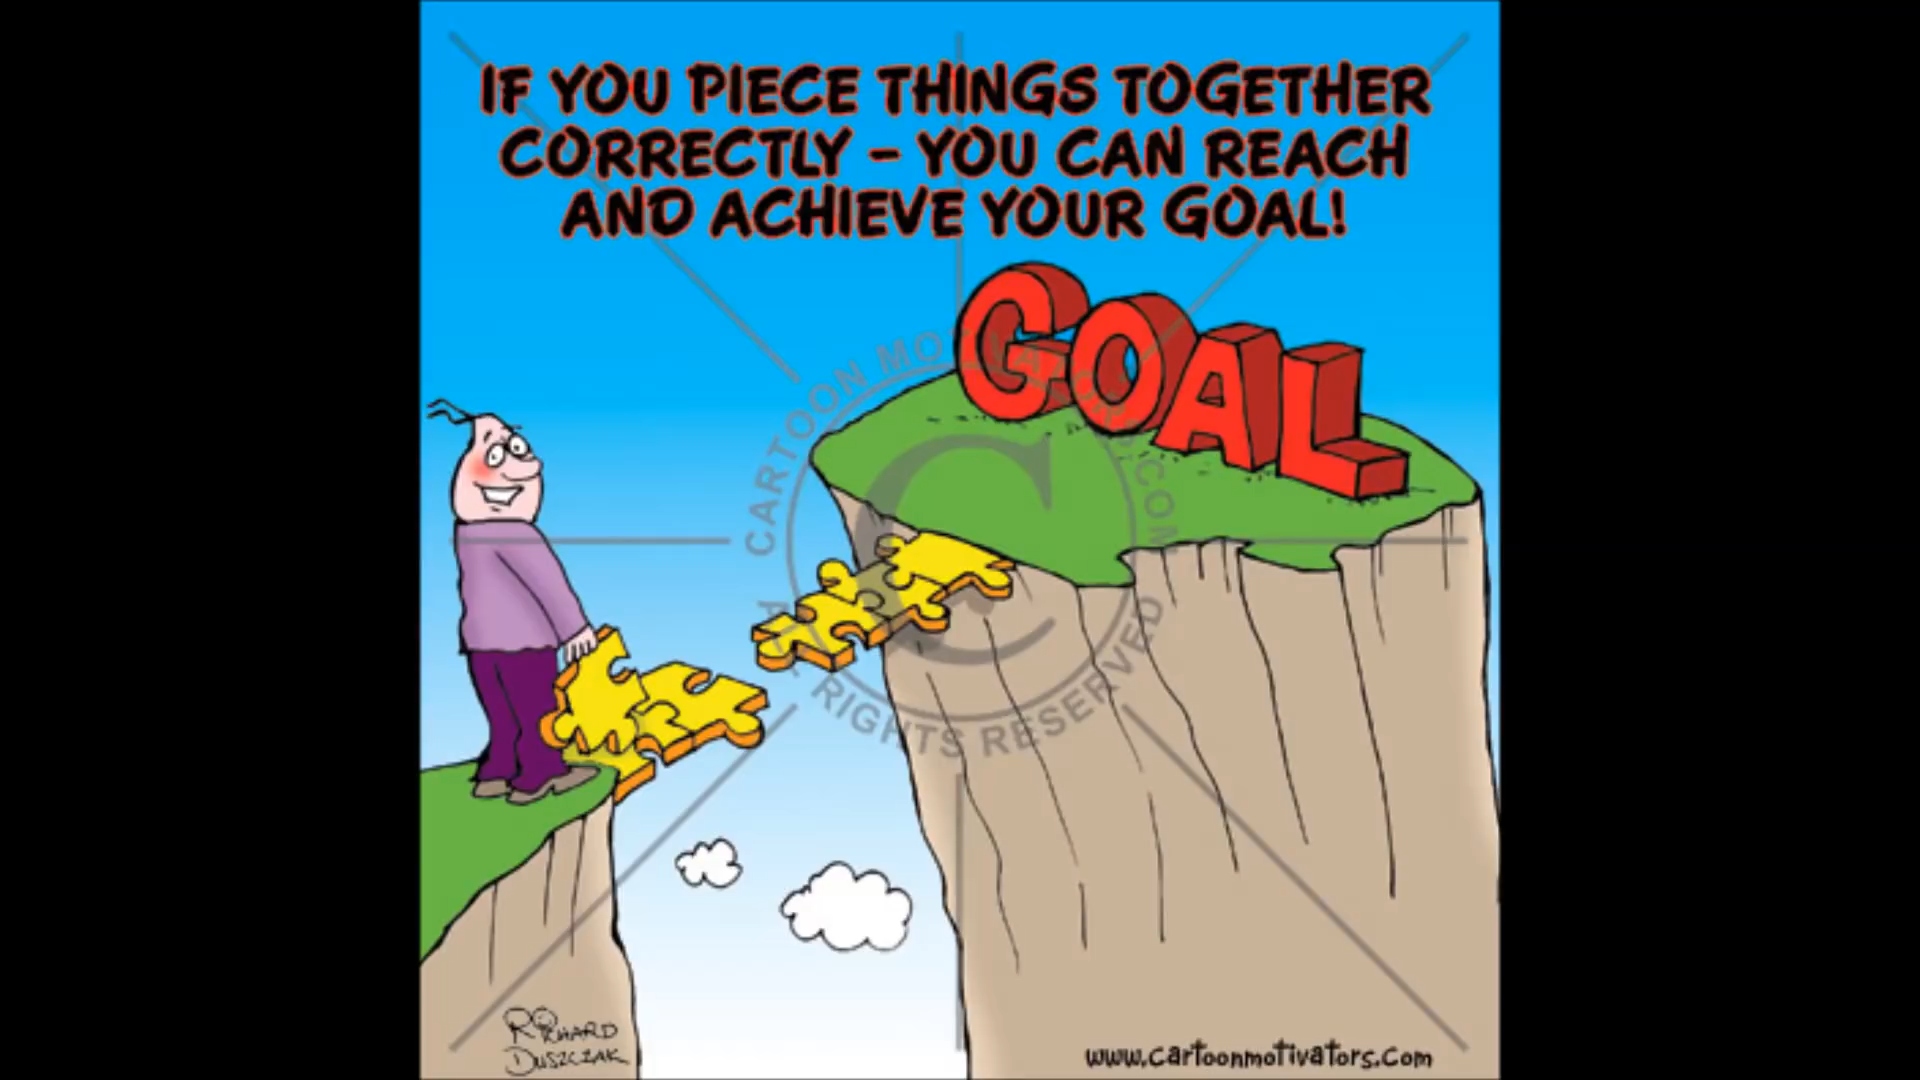 IF YOU PIECE THINGS TOGETHER
CORRECTLY - YOU CAN REACH
AND ACHIEVE YOUR GOAL!
GOAL
CARTOON MOTIVATORS.COM
C
ALL RIGHTS RESERVED
RICHARD
DUSZCZAK
www.cartoonmotivators.com